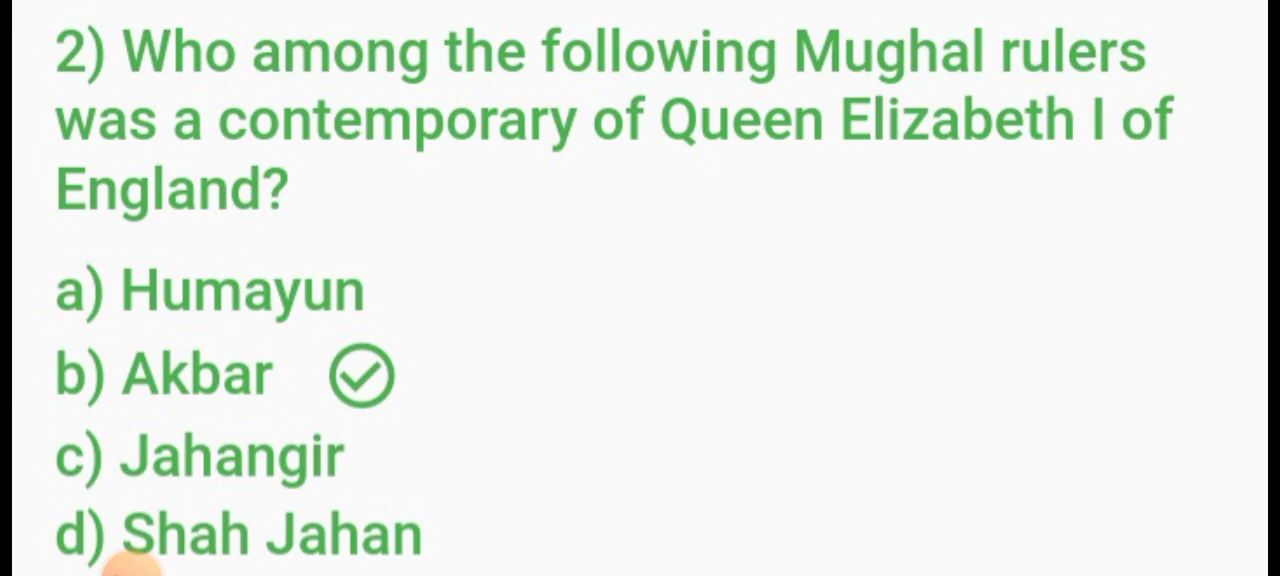 2) Who among the following Mughal rulers
was a contemporary of Queen Elizabeth I of
England?
a) Humayun
b) Akbar
c) Jahangir
d) Shah Jahan